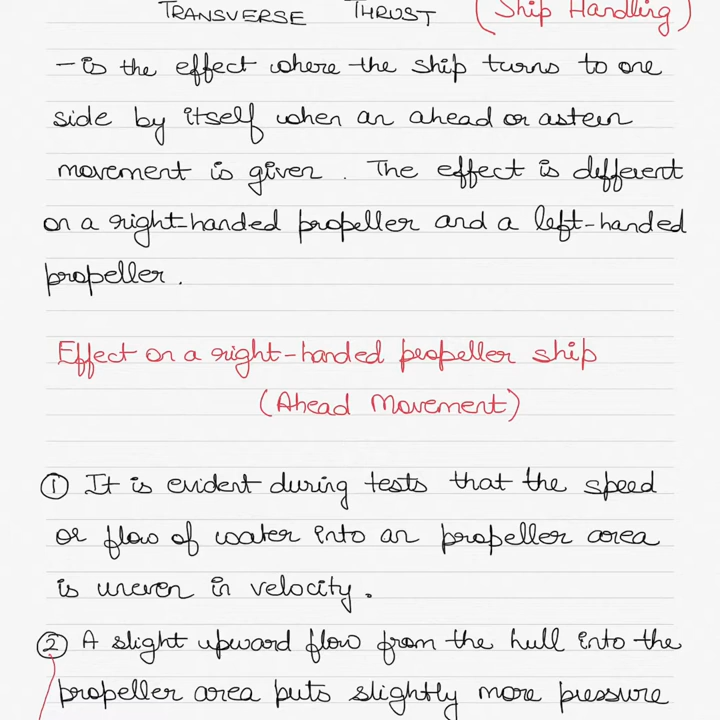 TRANSVERSE THRUST (Ship Handling)
- is the effect where the ship turns to one
side by itself when an ahead or astern
movement is given. The effect is different
on a right-handed propeller and a left-handed
propeller.
Effect on a right-handed propeller ship
(Ahead Movement)
① It is evident during tests that the speed
or flow of water into an propeller area
is uneven in velocity.
② A slight upward flow from the hull into the
propeller area puts slightly more pressure